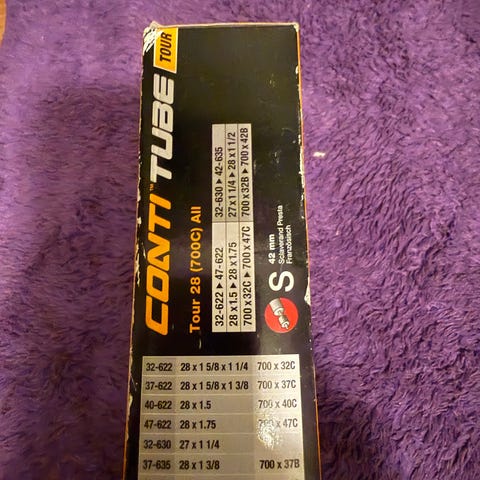 CONTI™ TUBE TOUR
Tour 28 (700C) All
32-622 ▸ 47-622
28 x 1.5 ▸ 28 x 1.75
700 x 32C ▸ 700 x 47C
32-630 ▸ 42-635
27 x 1 1/4 ▸ 28 x 1 1/2
700 x 32B ▸ 700 x 42B
S
42 mm
Sclaverand Presta
Französisch
32-622 28 x 1 5/8 x 1 1/4 700 x 32C
37-622 28 x 1 5/8 x 1 3/8 700 x 37C
40-622 28 x 1.5 700 x 40C
47-622 28 x 1.75 700 x 47C
32-630 27 x 1 1/4
37-635 28 x 1 3/8 700 x 37B